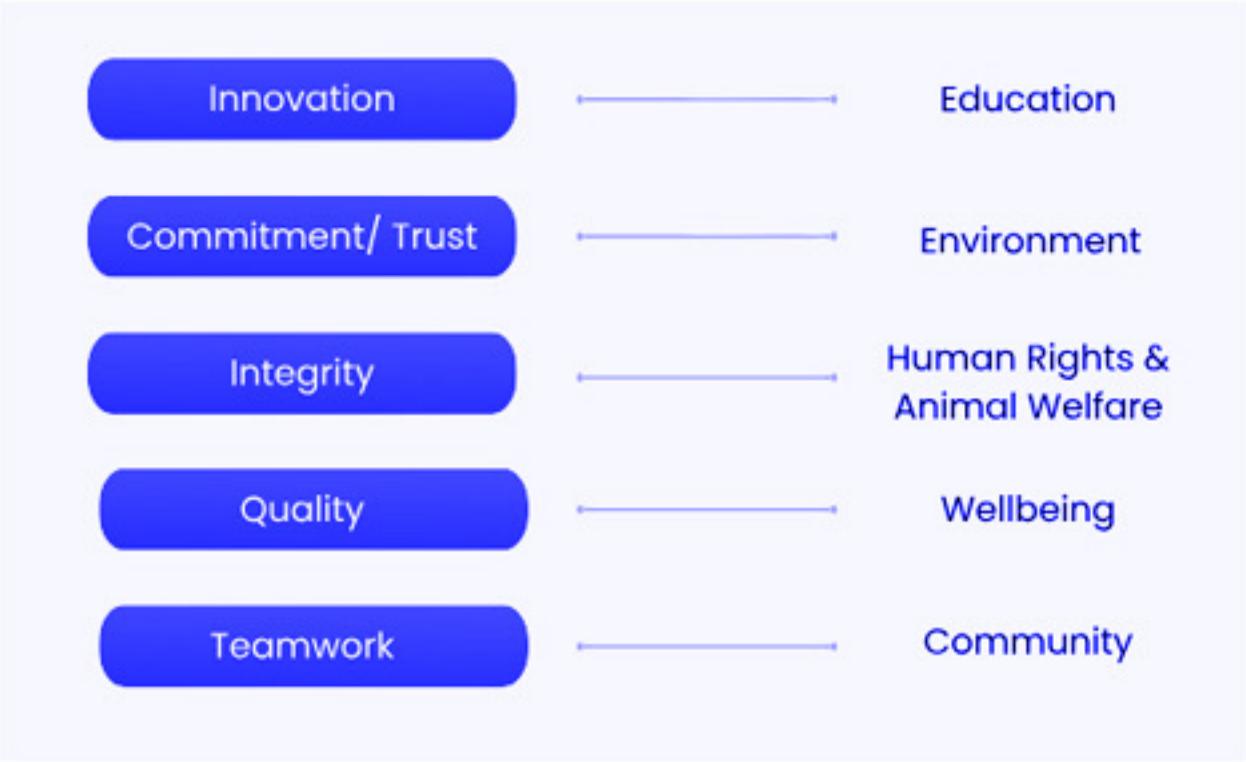 Innovation
Education
Commitment/ Trust
Environment
Integrity
Human Rights &
Animal Welfare
Quality
Wellbeing
Teamwork
Community